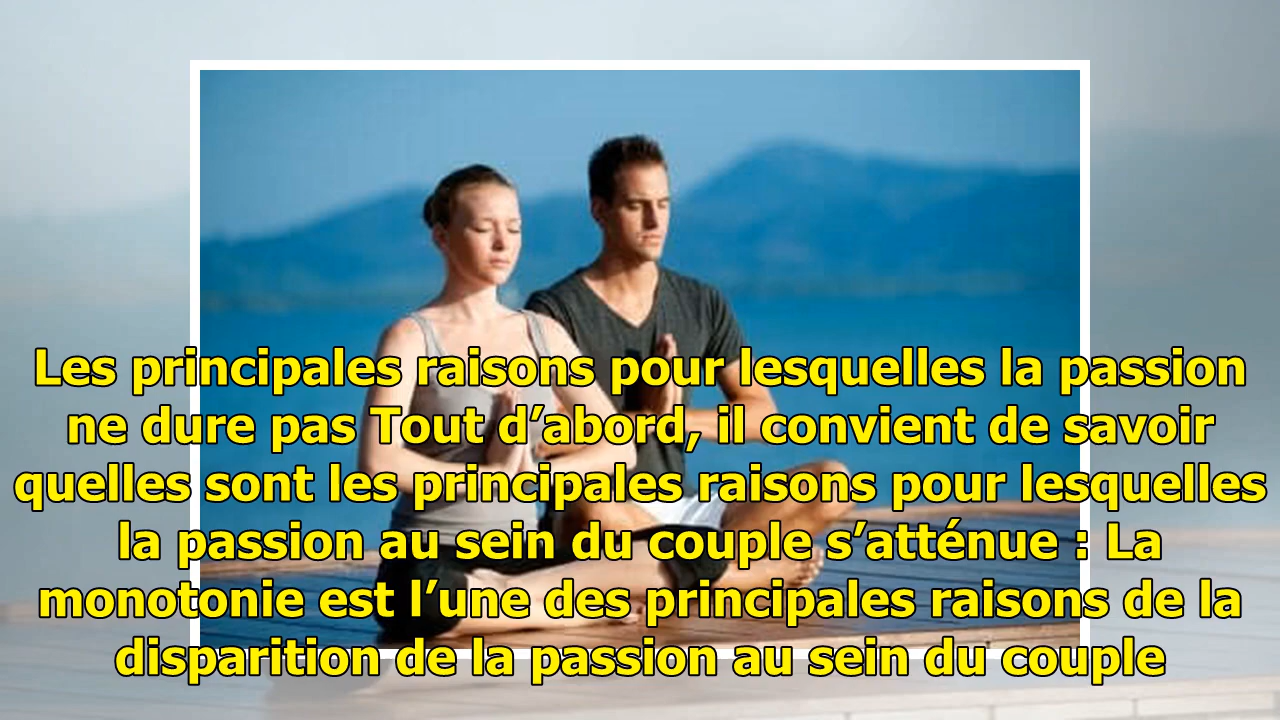 Les principales raisons pour lesquelles la passion
ne dure pas Tout d’abord, il convient de savoir
quelles sont les principales raisons pour lesquelles
la passion au sein du couple s’atténue : La
monotonie est l’une des principales raisons de la
disparition de la passion au sein du couple